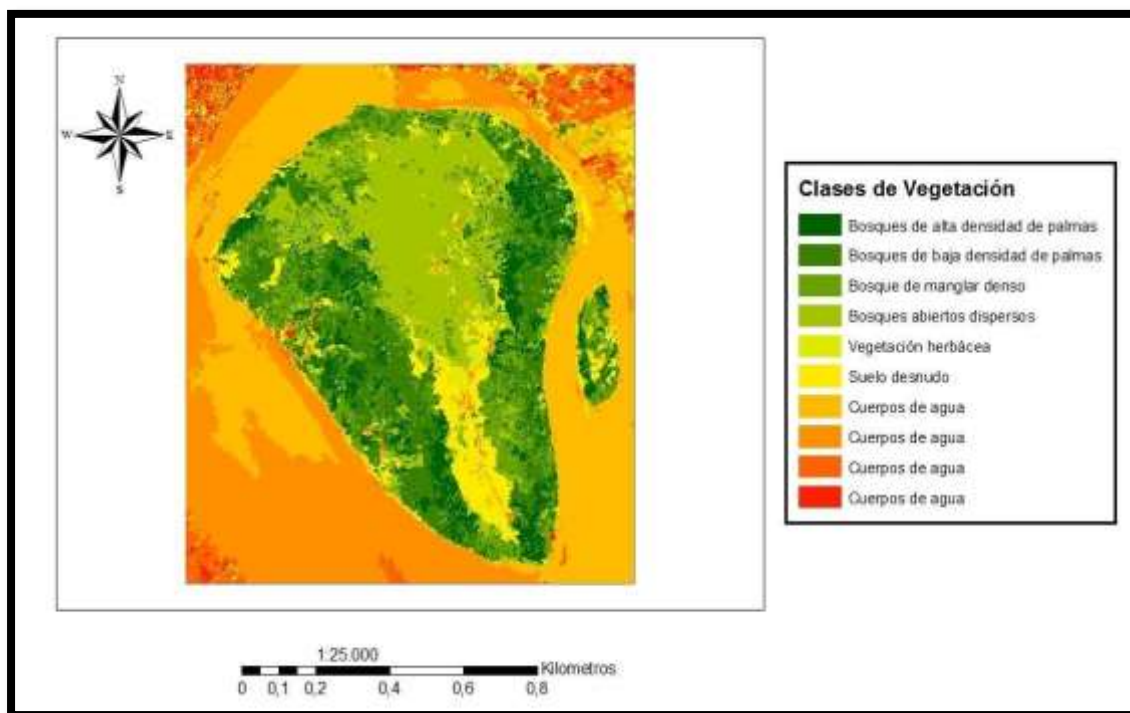 N
W E
S
Clases de Vegetación
Bosques de alta densidad de palmas
Bosques de baja densidad de palmas
Bosque de manglar denso
Bosques abiertos dispersos
Vegetación herbácea
Suelo desnudo
Cuerpos de agua
Cuerpos de agua
Cuerpos de agua
Cuerpos de agua
1:25.000
Kilometros
0 0,1 0,2 0,4 0,6 0,8